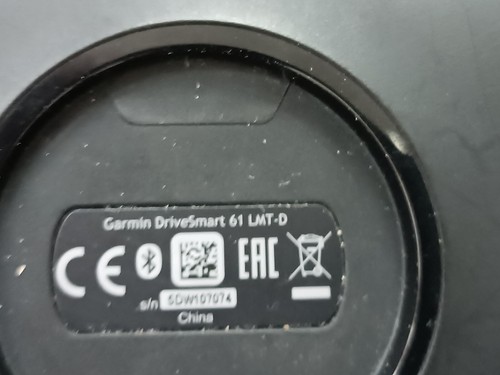 Garmin DriveSmart 61 LMT-D
CE EAC
s/n 5DW107074
China